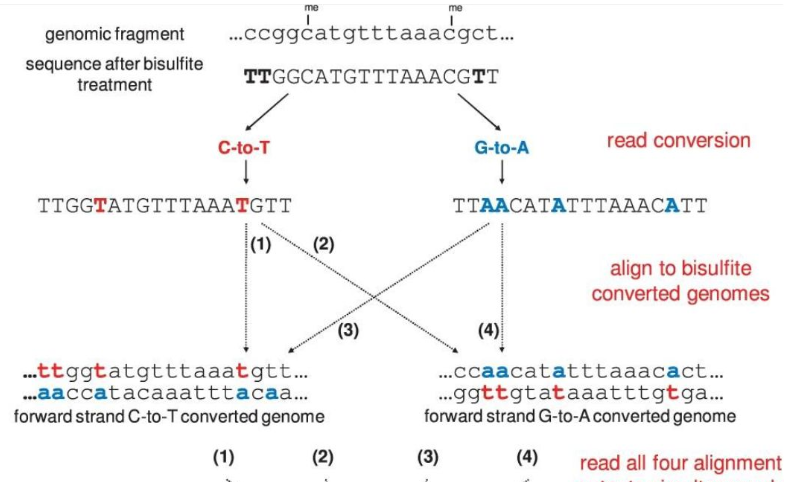 me me
genomic fragment ...ccggcatgtttaaacgct...
sequence after bisulfite
treatment
TTGGCATGTTTAAACGTT
C-to-T G-to-A read conversion
TTGGTATGTTTAAATGTT TTAACATATTTAAACATT
(1) (2)
align to bisulfite
converted genomes
(3) (4)
...ttggtatgtttaaatgtt... ...ccaacatatttaaacact...
...aaccatacaaatttacaa... ...ggttgtataaatttgtga...
forward strand C-to-T converted genome forward strand G-to-A converted genome
(1) (2) (3) (4) read all four alignment